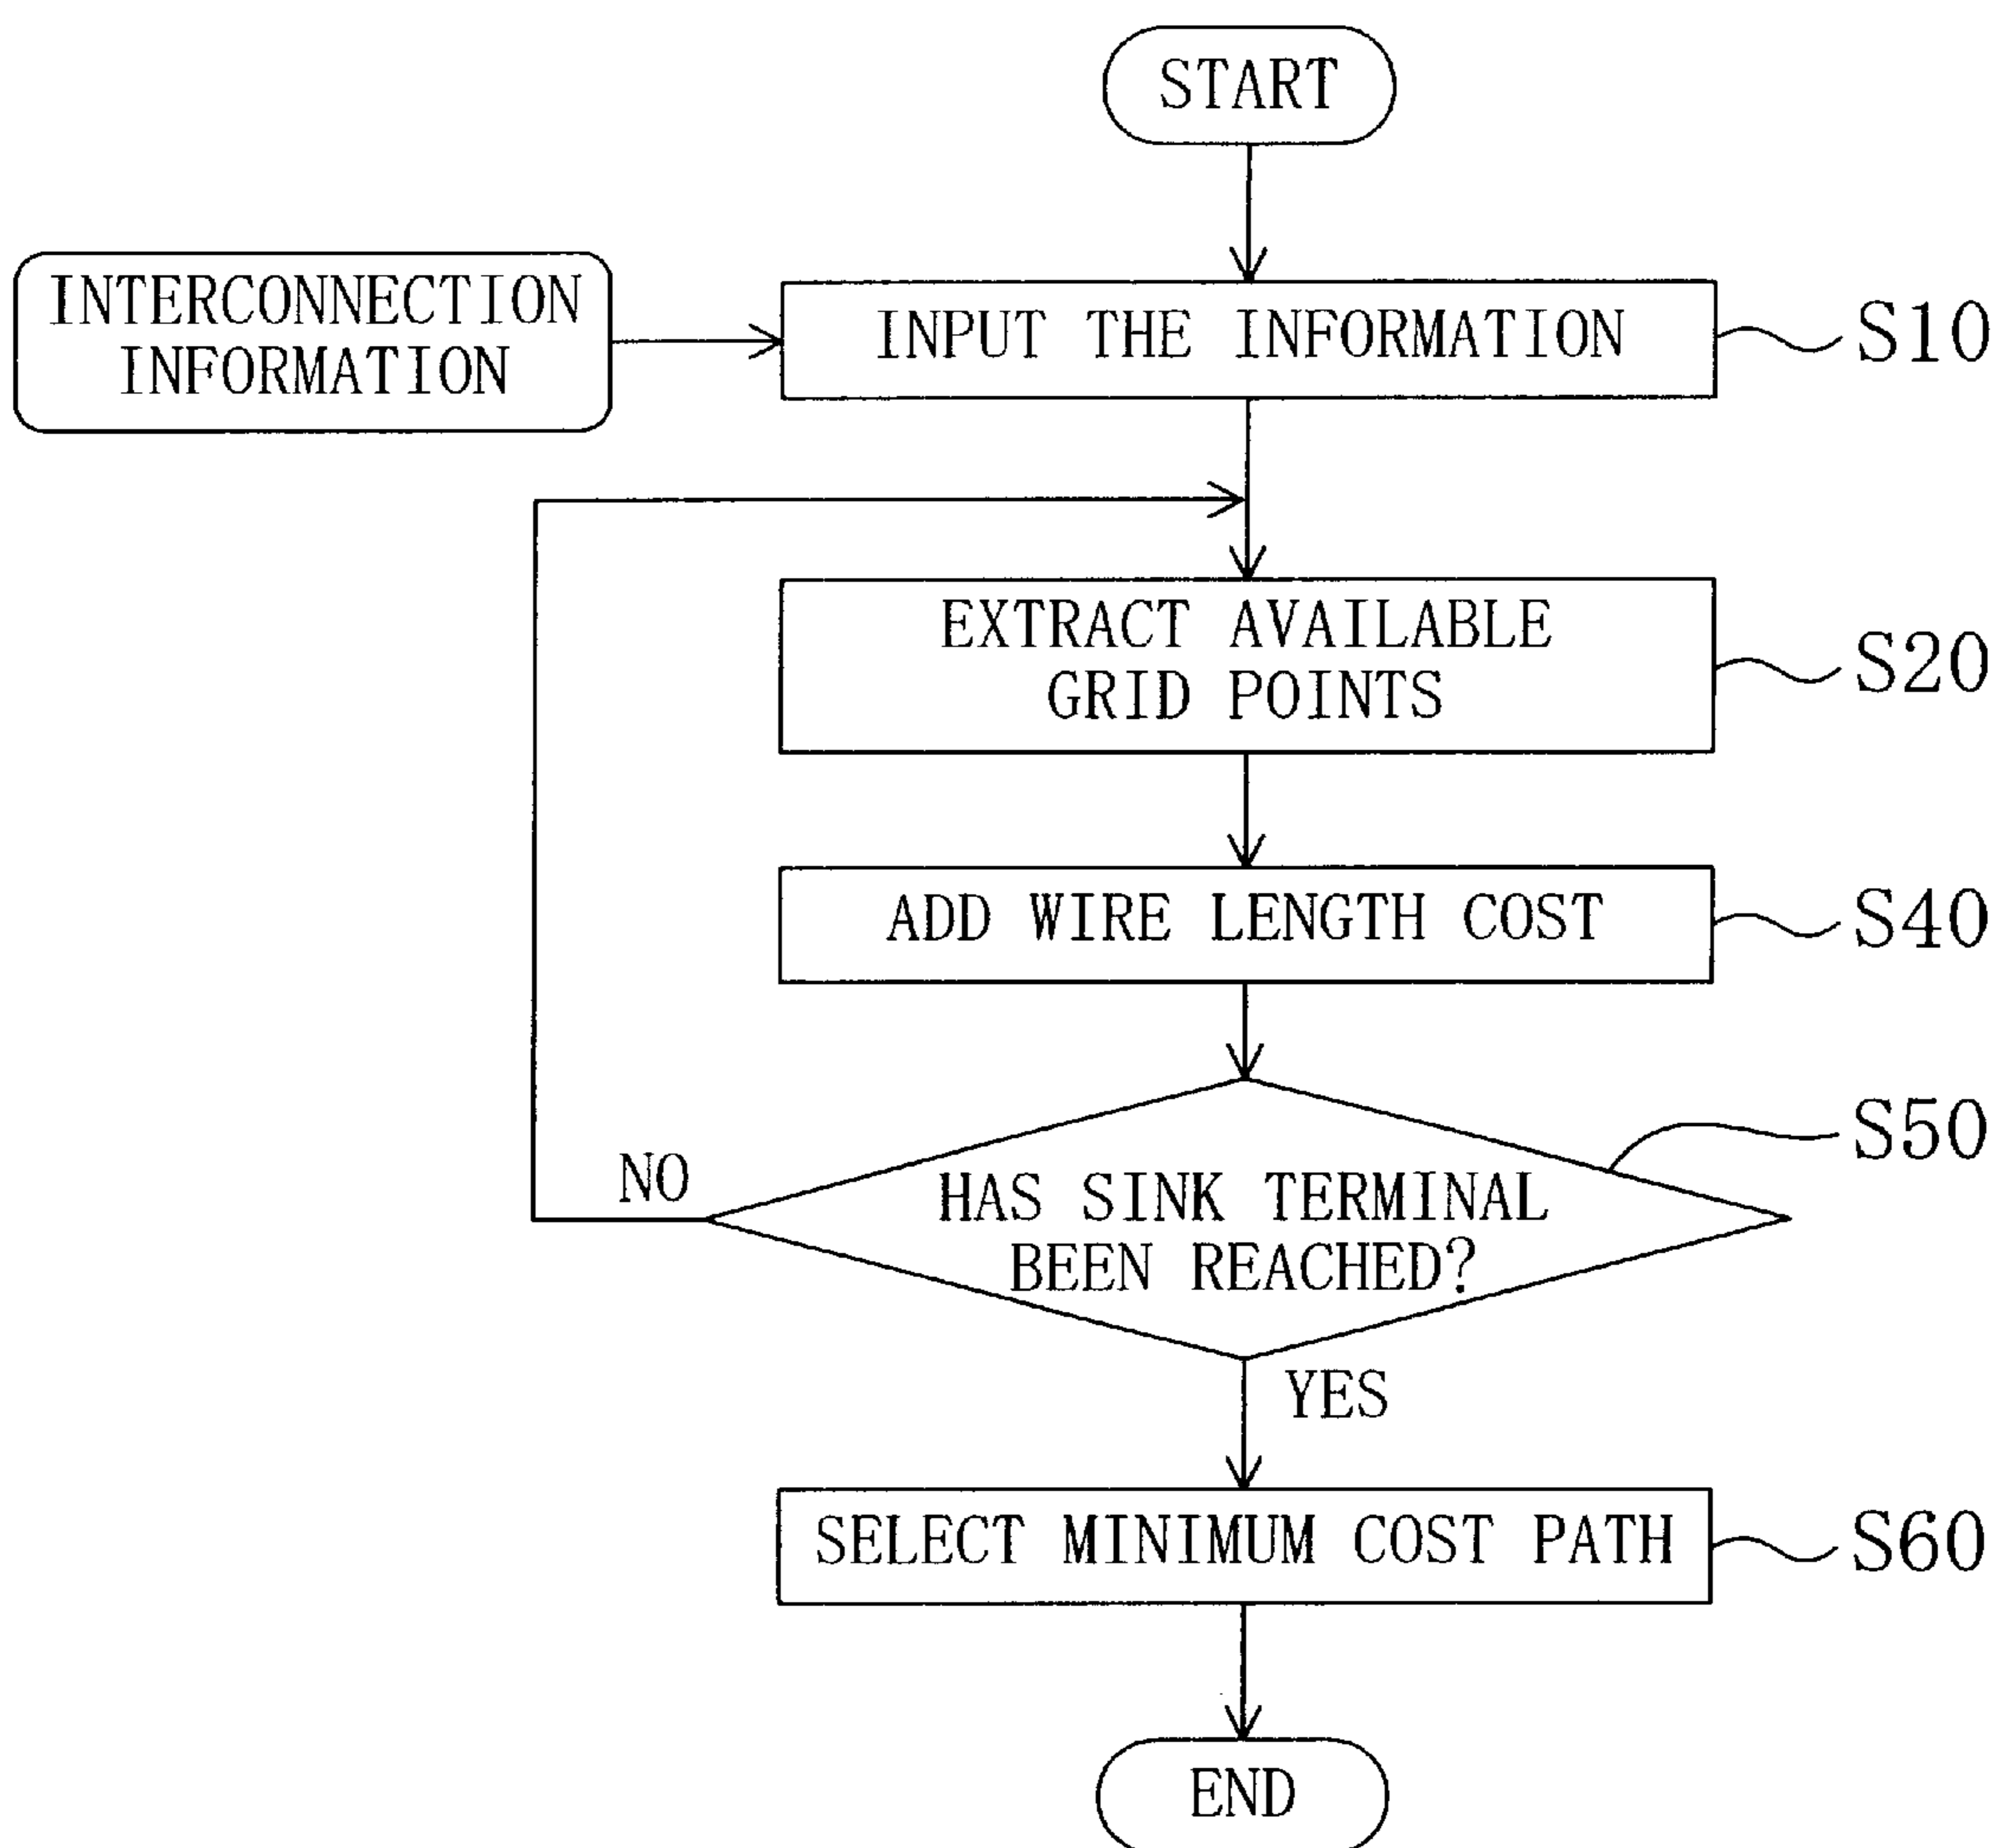 START
INTERCONNECTION
INFORMATION
INPUT THE INFORMATION
S10
EXTRACT AVAILABLE
GRID POINTS
S20
ADD WIRE LENGTH COST
S40
S50
NO
HAS SINK TERMINAL
BEEN REACHED?
YES
SELECT MINIMUM COST PATH
S60
END